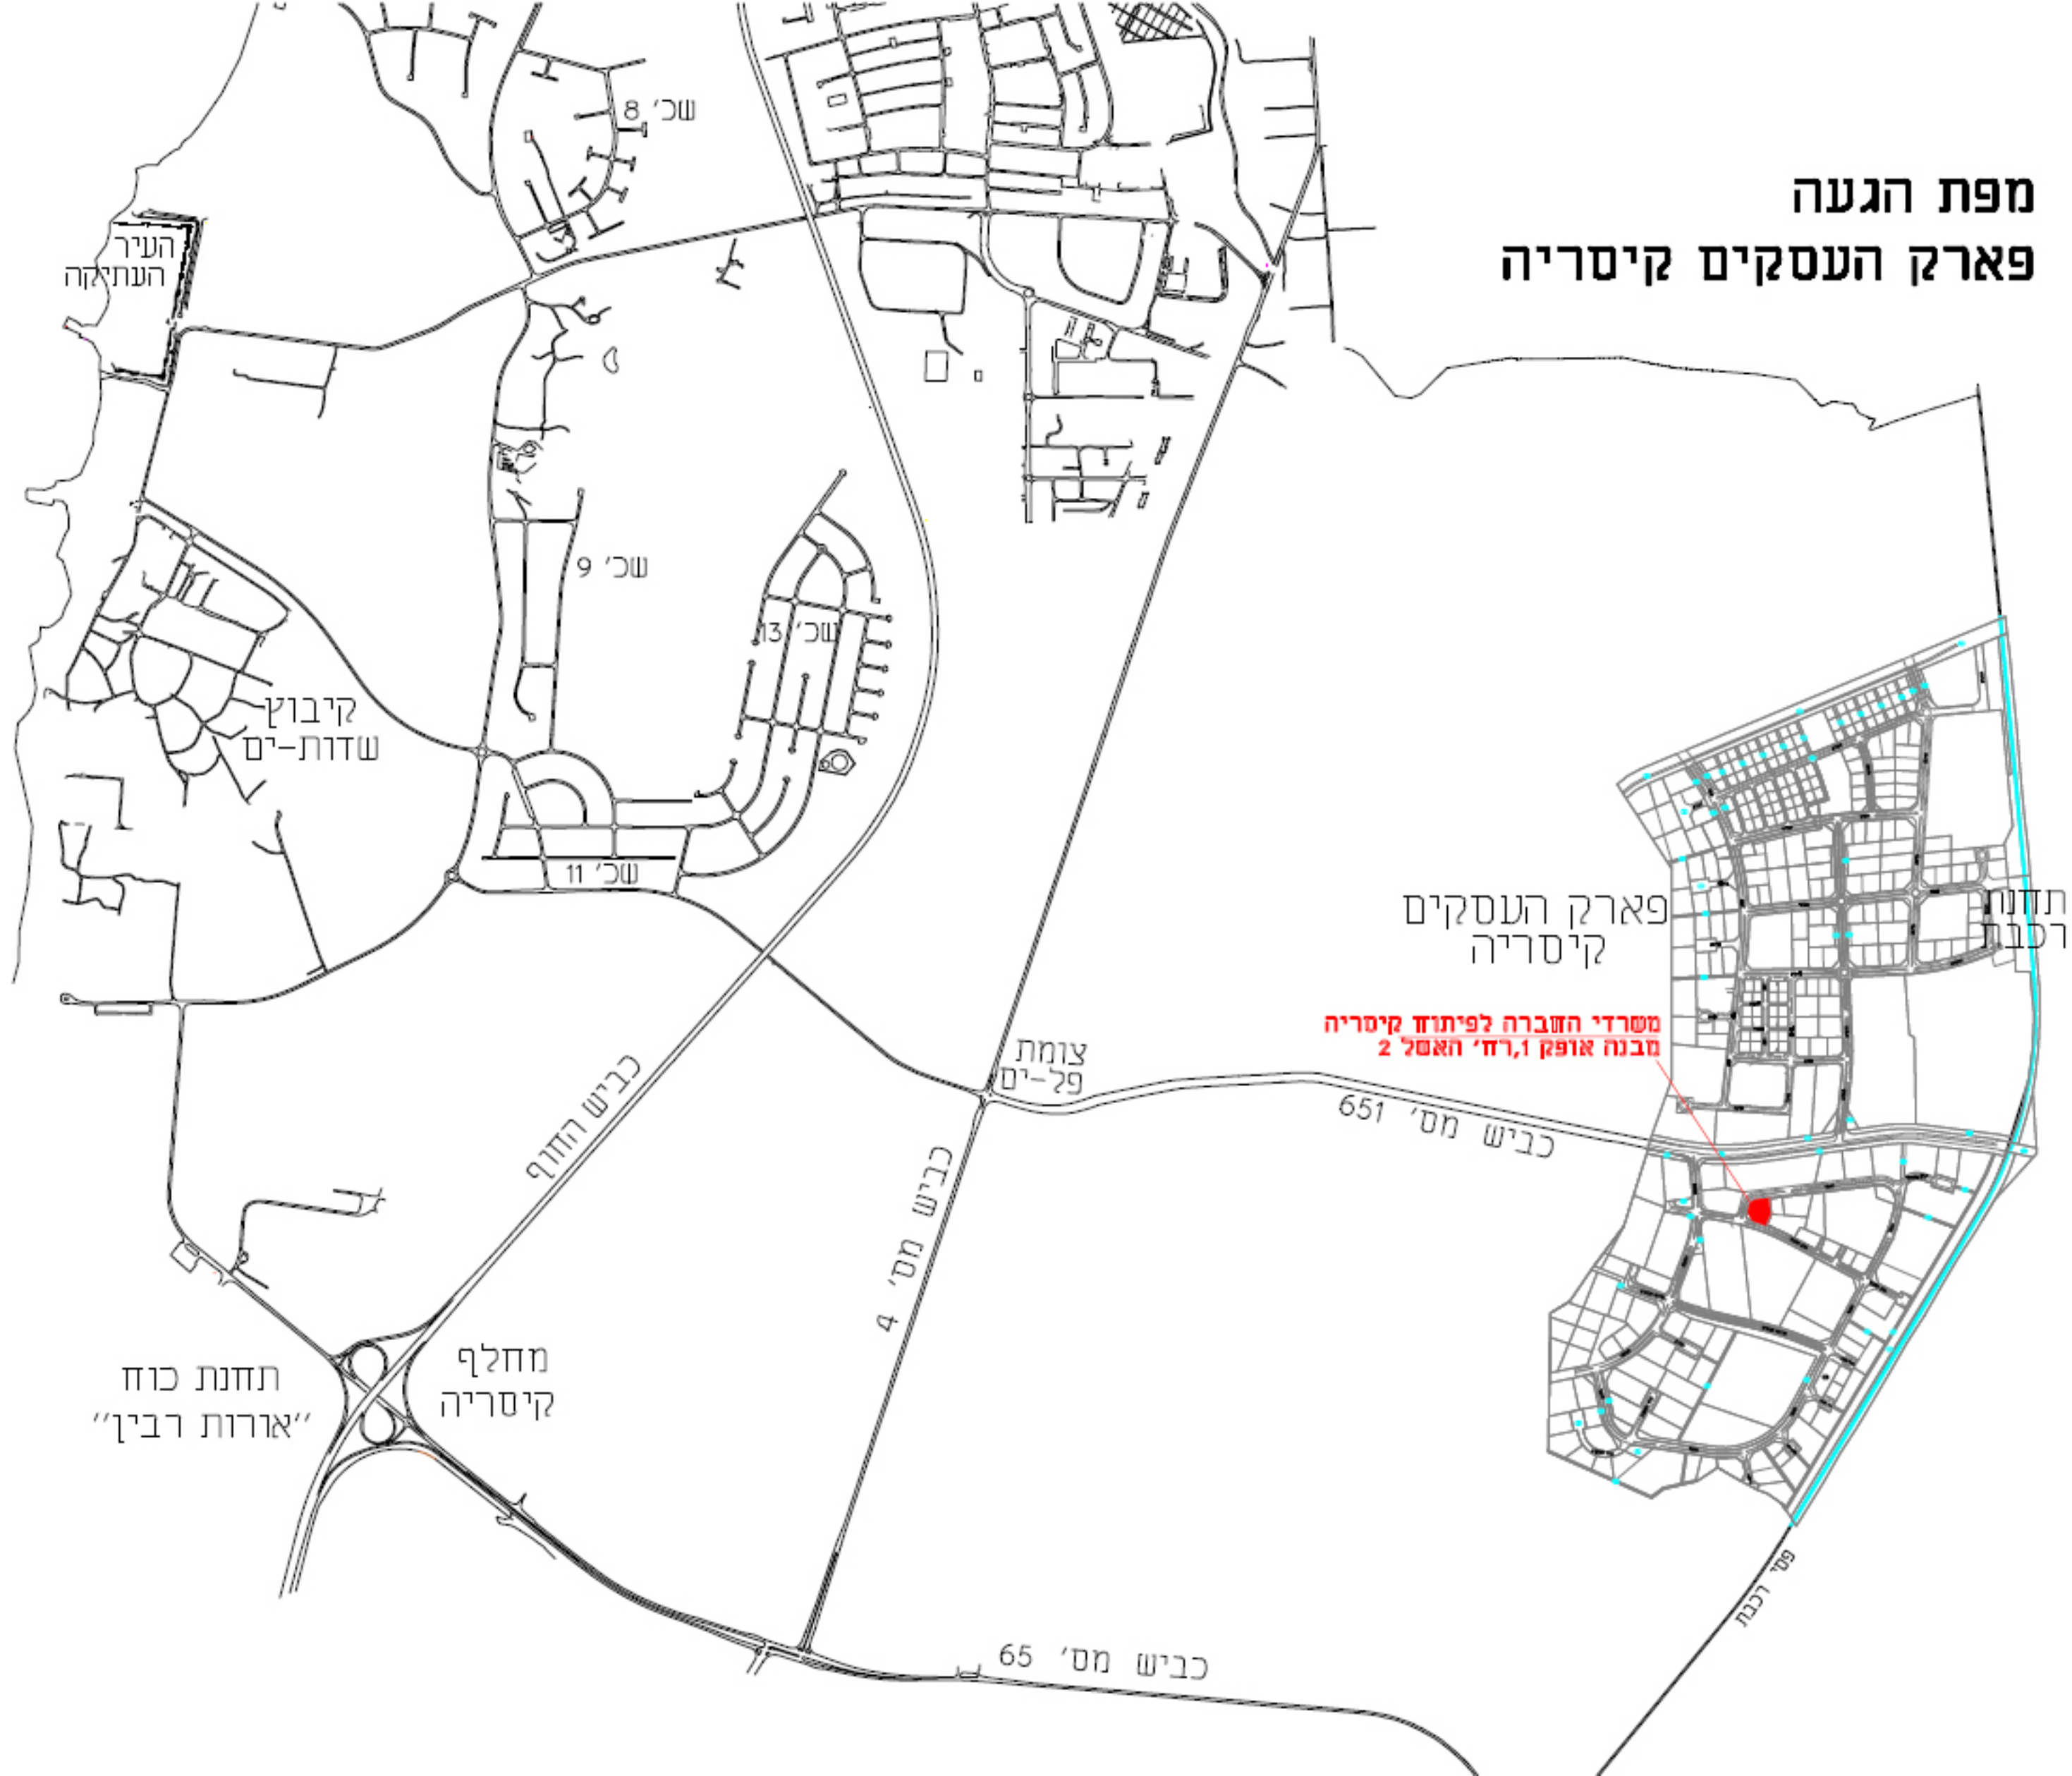 מפת הגעה
פארק העסקים קיסריה
שכ' 8
העיר
העתיקה
שכ' 9
שכ' 13
קיבוץ
שדות-ים
שכ' 11
פארק העסקים
קיסריה
תחנת
רכבת
משרדי החברה לפיתוח קיסריה
מבנה אופק 1,רח' האשל 2
צומת
פל-ים
כביש מס' 651
כביש החוף
כביש מס' 4
מחלף
קיסריה
תחנת כוח
"אורות רבין"
פסי רכבת
כביש מס' 65